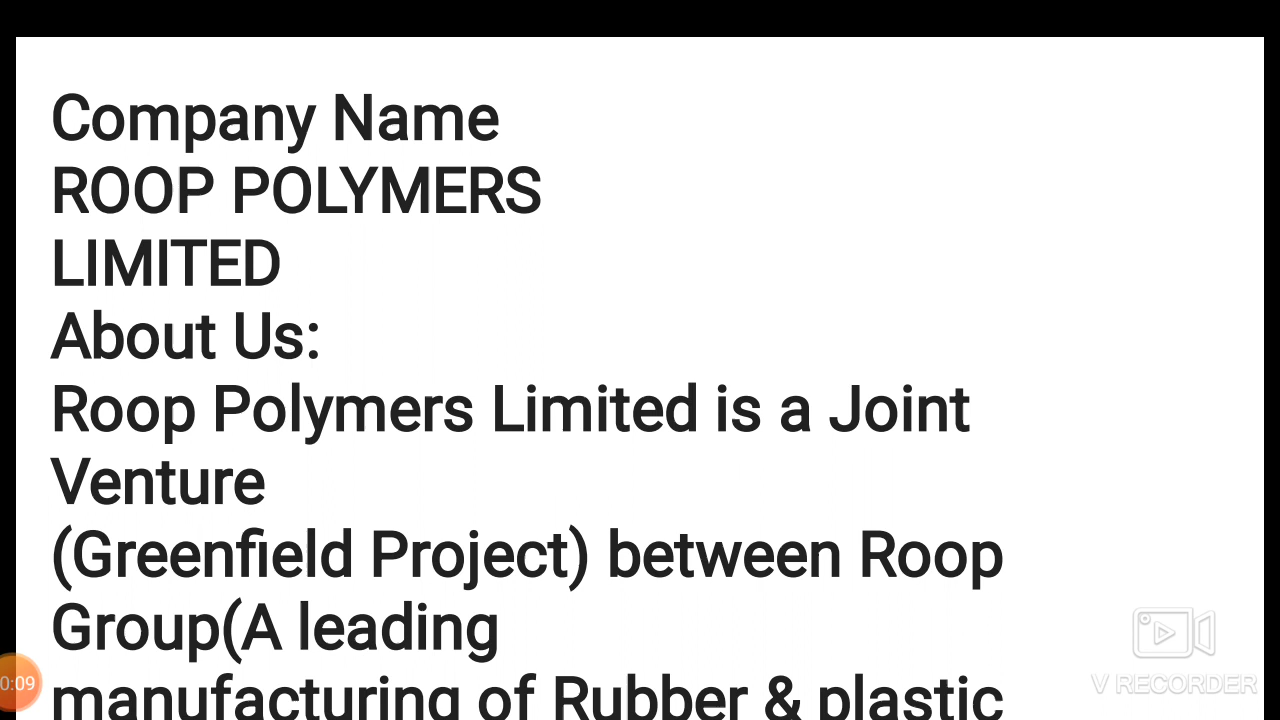 Company Name
ROOP POLYMERS
LIMITED
About Us:
Roop Polymers Limited is a Joint
Venture
(Greenfield Project) between Roop
Group(A leading
manufacturing of Rubber & plastic
0:09
V RECORDER